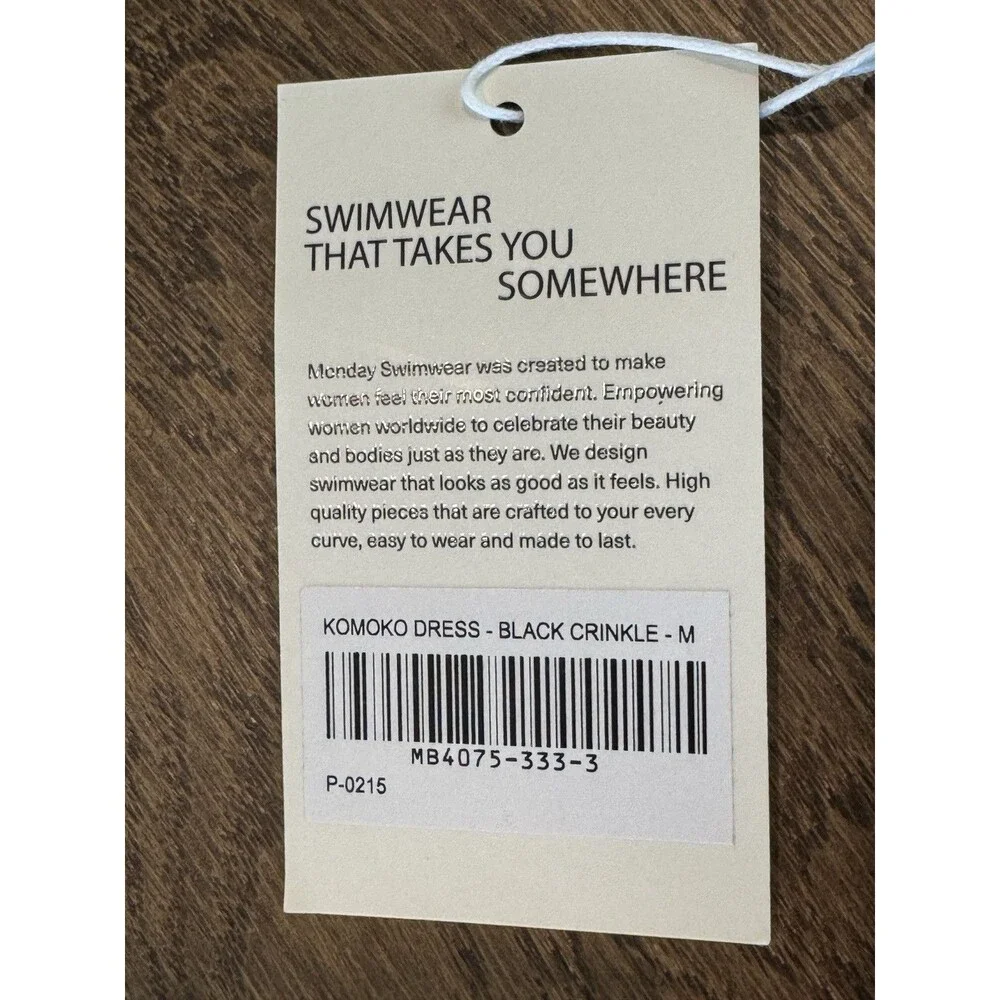 SWIMWEAR
THAT TAKES YOU
SOMEWHERE
Monday Swimwear was created to make
women feel their most confident. Empowering
women worldwide to celebrate their beauty
and bodies just as they are. We design
swimwear that looks as good as it feels. High
quality pieces that are crafted to your every
curve, easy to wear and made to last.
KOMOKO DRESS - BLACK CRINKLE - M
MB4075-333-3
P-0215